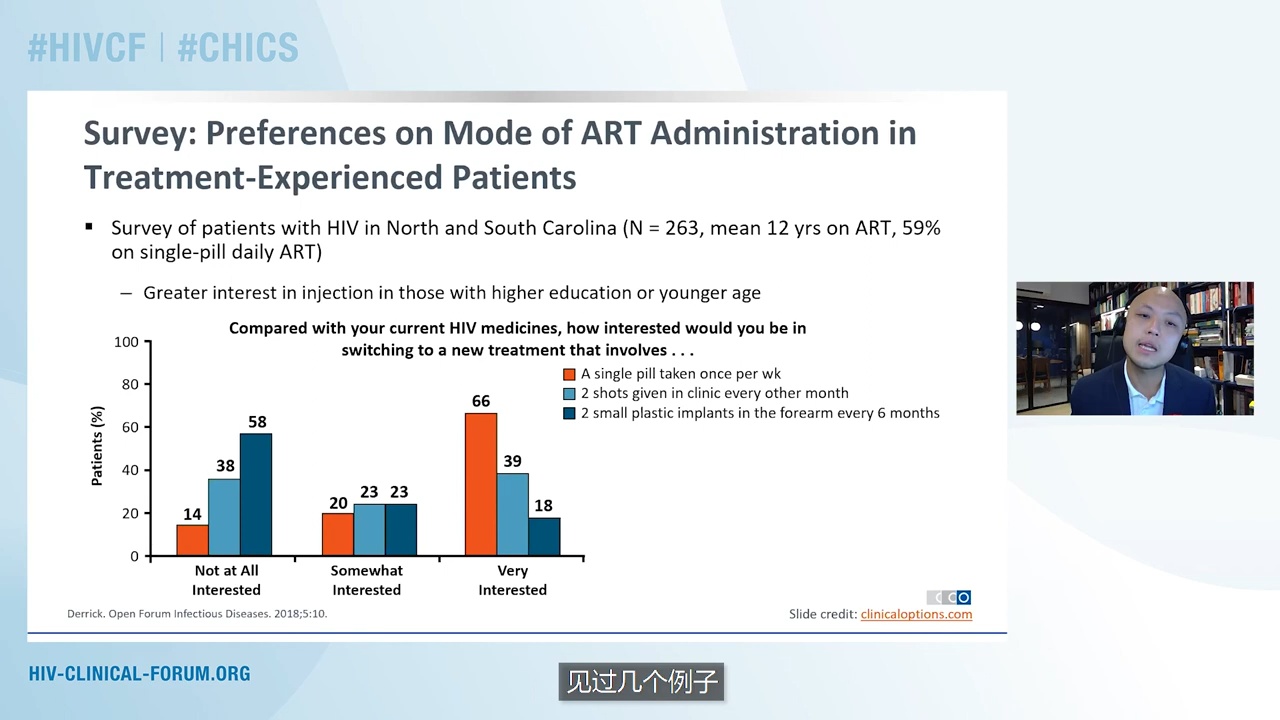 #HIVCF | #CHICS
Survey: Preferences on Mode of ART Administration in
Treatment-Experienced Patients
▪ Survey of patients with HIV in North and South Carolina (N = 263, mean 12 yrs on ART, 59%
on single-pill daily ART)
– Greater interest in injection in those with higher education or younger age
Compared with your current HIV medicines, how interested would you be in
switching to a new treatment that involves . . .
A single pill taken once per wk
2 shots given in clinic every other month
2 small plastic implants in the forearm every 6 months
Patients (%)
100
80
60
40
20
0
14
38
58
20
23
23
66
39
18
Not at All
Interested
Somewhat
Interested
Very
Interested
Derrick. Open Forum Infectious Diseases. 2018;5:10.
CCO
Slide credit: clinicaloptions.com
HIV-CLINICAL-FORUM.ORG
见过几个例子